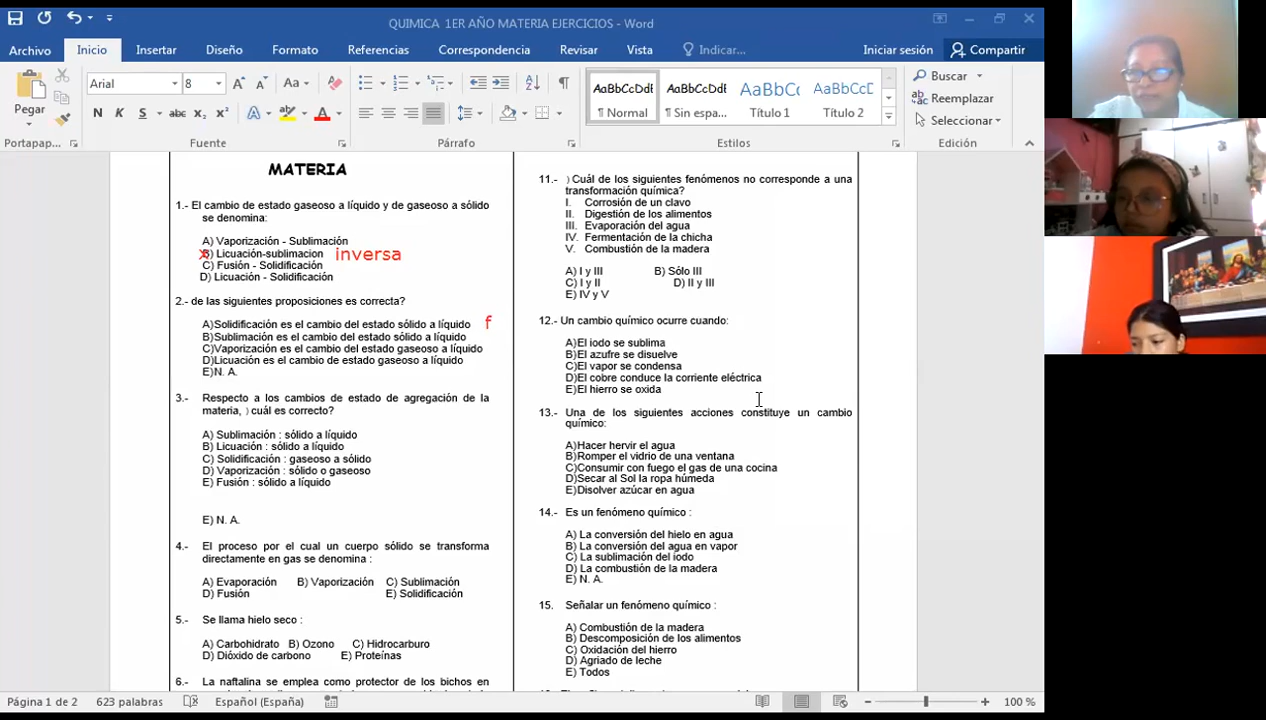 QUIMICA 1ER AÑO MATERIA EJERCICIOS - Word
Archivo Inicio Insertar Diseño Formato Referencias Correspondencia Revisar Vista Indicar... Iniciar sesión Compartir
Pegar
Arial 8
Aa
N K S abc x₂ x² A A
AaBbCcDdE AaBbCcDdE AaBbC( AaBbCcD
¶ Normal ¶ Sin espa... Título 1 Título 2
Buscar
Reemplazar
Seleccionar
Portapap... Fuente Párrafo Estilos Edición
MATERIA
1.- El cambio de estado gaseoso a líquido y de gaseoso a sólido
se denomina:
A) Vaporización - Sublimación
B) Licuación-sublimacion inversa
x
C) Fusión - Solidificación
D) Licuación - Solidificación
2.- de las siguientes proposiciones es correcta?
A)Solidificación es el cambio del estado sólido a líquido f
B)Sublimación es el cambio del estado sólido a líquido
C)Vaporización es el cambio del estado gaseoso a líquido
D)Licuación es el cambio de estado gaseoso a líquido
E)N. A.
3.- Respecto a los cambios de estado de agregación de la
materia, ) cuál es correcto?
A) Sublimación : sólido a líquido
B) Licuación : sólido a líquido
C) Solidificación : gaseoso a sólido
D) Vaporización : sólido o gaseoso
E) Fusión : sólido a líquido
E) N. A.
4.- El proceso por el cual un cuerpo sólido se transforma
directamente en gas se denomina :
A) Evaporación B) Vaporización C) Sublimación
D) Fusión E) Solidificación
5.- Se llama hielo seco :
A) Carbohidrato B) Ozono C) Hidrocarburo
D) Dióxido de carbono E) Proteínas
6.- La naftalina se emplea como protector de los bichos en
11.- ) Cuál de los siguientes fenómenos no corresponde a una
transformación química?
I. Corrosión de un clavo
II. Digestión de los alimentos
III. Evaporación del agua
IV. Fermentación de la chicha
V. Combustión de la madera
A) I y III B) Sólo III
C) I y II D) II y III
E) IV y V
12.- Un cambio químico ocurre cuando:
A)El iodo se sublima
B)El azufre se disuelve
C)El vapor se condensa
D)El cobre conduce la corriente eléctrica
E)El hierro se oxida
13.- Una de los siguientes acciones constituye un cambio
químico:
A)Hacer hervir el agua
B)Romper el vidrio de una ventana
C)Consumir con fuego el gas de una cocina
D)Secar al Sol la ropa húmeda
E)Disolver azúcar en agua
14.- Es un fenómeno químico :
A) La conversión del hielo en agua
B) La conversión del agua en vapor
C) La sublimación del iodo
D) La combustión de la madera
E) N. A.
15. Señalar un fenómeno químico :
A) Combustión de la madera
B) Descomposición de los alimentos
C) Oxidación del hierro
D) Agriado de leche
E) Todos
Página 1 de 2 623 palabras Español (España) 100 %